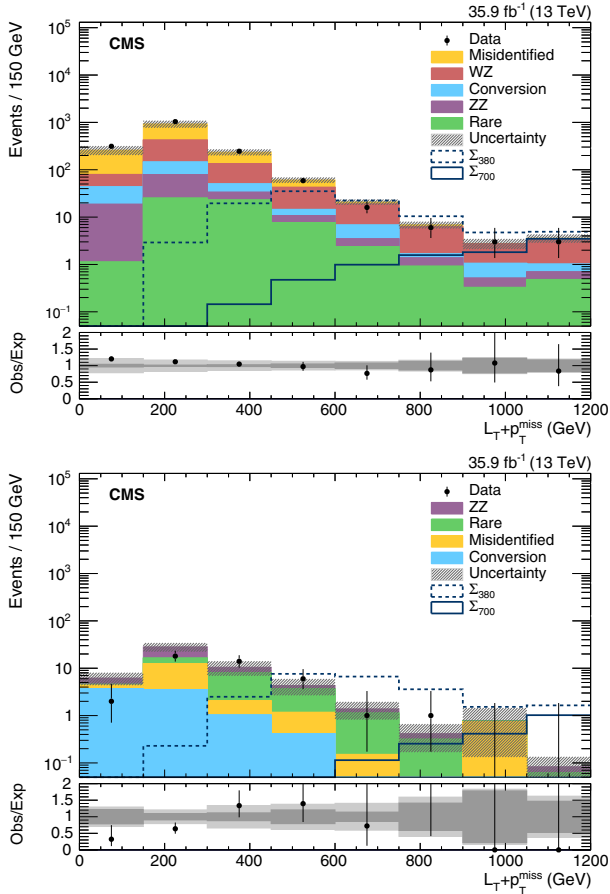 35.9 fb⁻¹ (13 TeV)
CMS
Data
Misidentified
WZ
Conversion
ZZ
Rare
Uncertainty
Σ₃₈₀
Σ₇₀₀
Events / 150 GeV
10⁵
10⁴
10³
10²
10
1
10⁻¹
Obs/Exp
2
1.5
1
0.5
0
0 200 400 600 800 1000 1200
L_T+p_T^miss (GeV)
35.9 fb⁻¹ (13 TeV)
CMS
Data
ZZ
Rare
Misidentified
Conversion
Uncertainty
Σ₃₈₀
Σ₇₀₀
Events / 150 GeV
10⁵
10⁴
10³
10²
10
1
10⁻¹
Obs/Exp
2
1.5
1
0.5
0
0 200 400 600 800 1000 1200
L_T+p_T^miss (GeV)